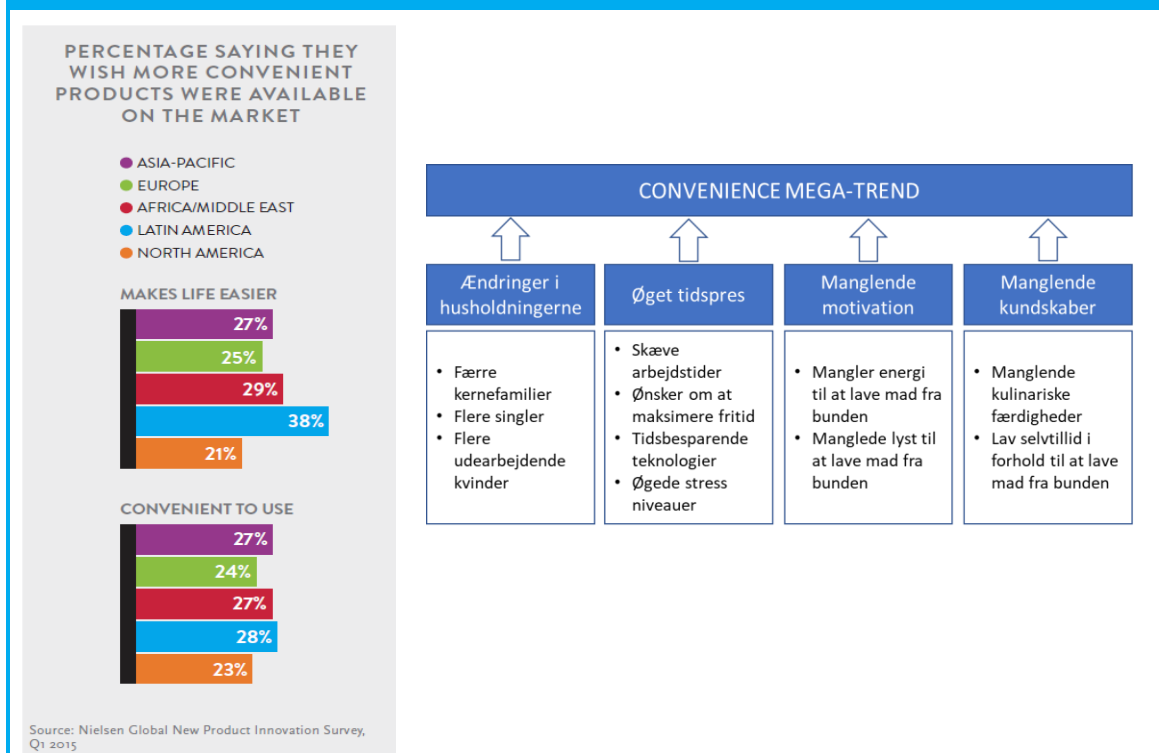 PERCENTAGE SAYING THEY
WISH MORE CONVENIENT
PRODUCTS WERE AVAILABLE
ON THE MARKET
ASIA-PACIFIC
EUROPE
AFRICA/MIDDLE EAST
LATIN AMERICA
NORTH AMERICA
MAKES LIFE EASIER
27%
25%
29%
38%
21%
CONVENIENT TO USE
27%
24%
27%
28%
23%
Source: Nielsen Global New Product Innovation Survey,
Q1 2015
CONVENIENCE MEGA-TREND
Ændringer i
husholdningerne
• Færre
kernefamilier
• Flere singler
• Flere
udearbejdende
kvinder
Øget tidspres
• Skæve
arbejdstider
• Ønsker om at
maksimere fritid
• Tidsbesparende
teknologier
• Øgede stress
niveauer
Manglende
motivation
• Mangler energi
til at lave mad fra
bunden
• Manglede lyst til
at lave mad fra
bunden
Manglende
kundskaber
• Manglende
kulinariske
færdigheder
• Lav selvtillid i
forhold til at lave
mad fra bunden